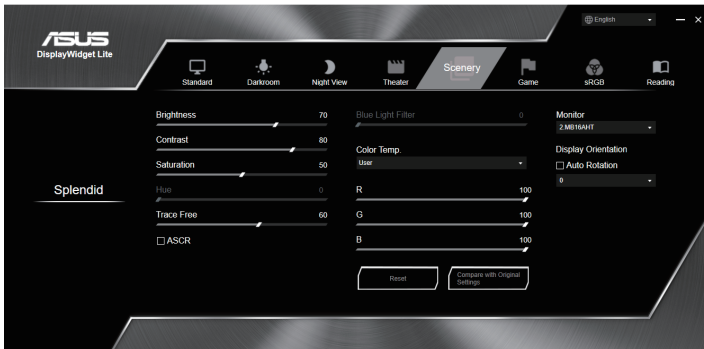 English
ASUS
DisplayWidget Lite
Standard
Darkroom
Night View
Theater
Scenery
Game
sRGB
Reading
Splendid
Brightness 70
Contrast 80
Saturation 50
Hue 0
Trace Free 60
ASCR
Blue Light Filter 0
Color Temp.
User
R 100
G 100
B 100
Reset
Compare with Original
Settings
Monitor
2.MB16AHT
Display Orientation
Auto Rotation
0